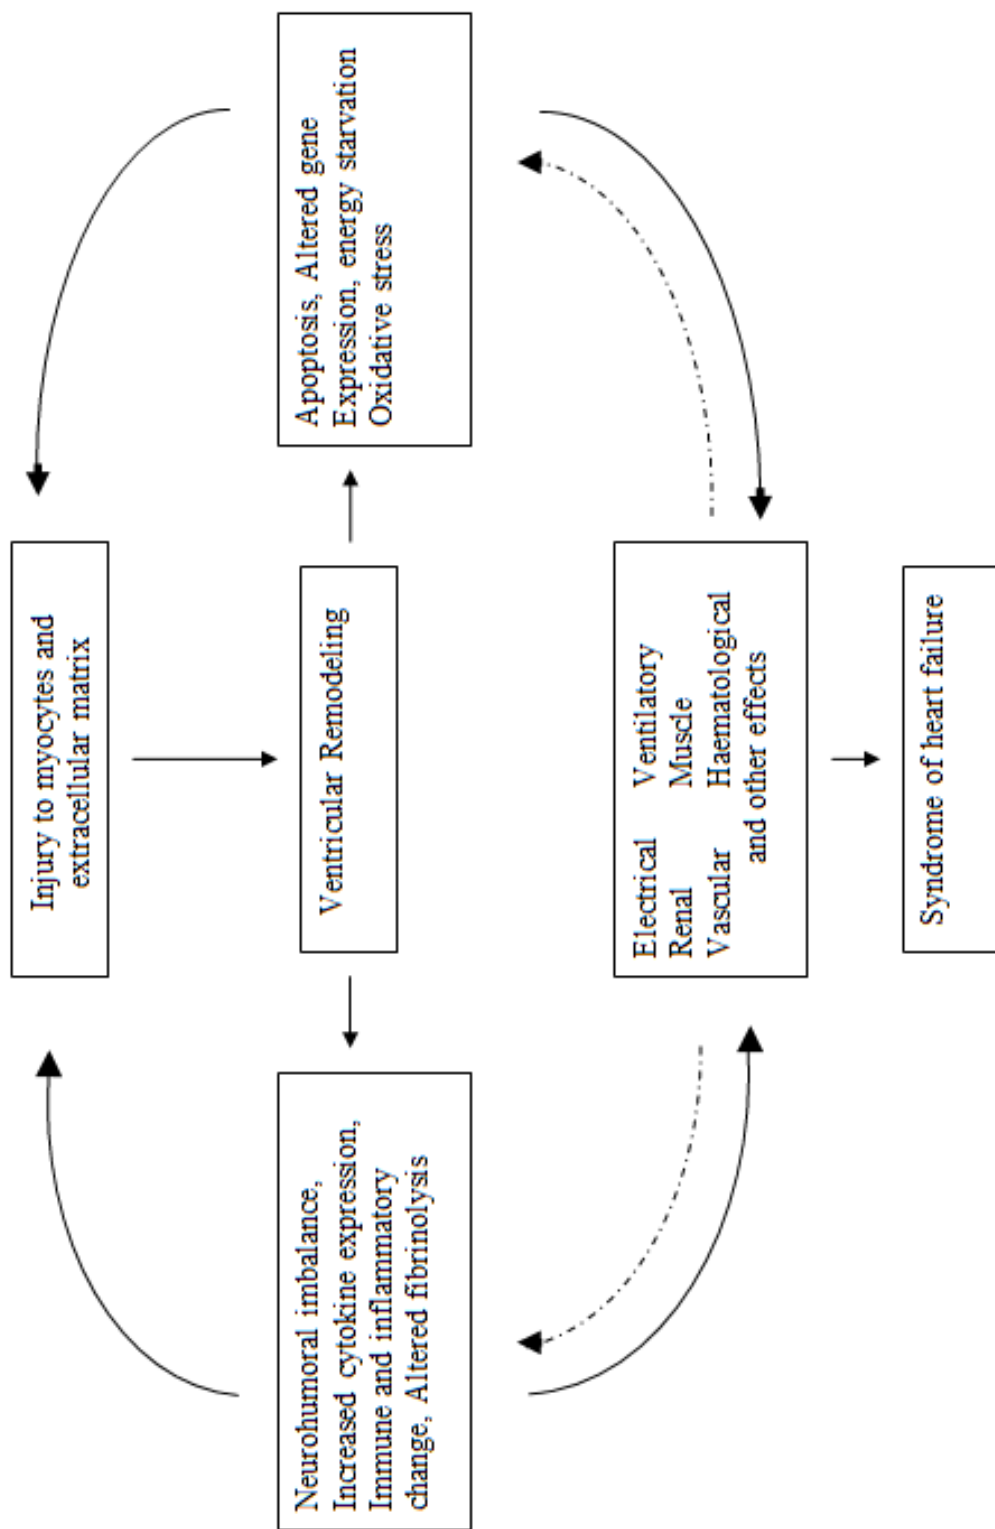 Injury to myocytes and
extracellular matrix
Neurohumoral imbalance,
Increased cytokine expression,
Immune and inflammatory
change, Altered fibrinolysis
Ventricular Remodeling
Apoptosis, Altered gene
Expression, energy starvation
Oxidative stress
Electrical Ventilatory
Renal Muscle
Vascular Haematological
and other effects
Syndrome of heart failure